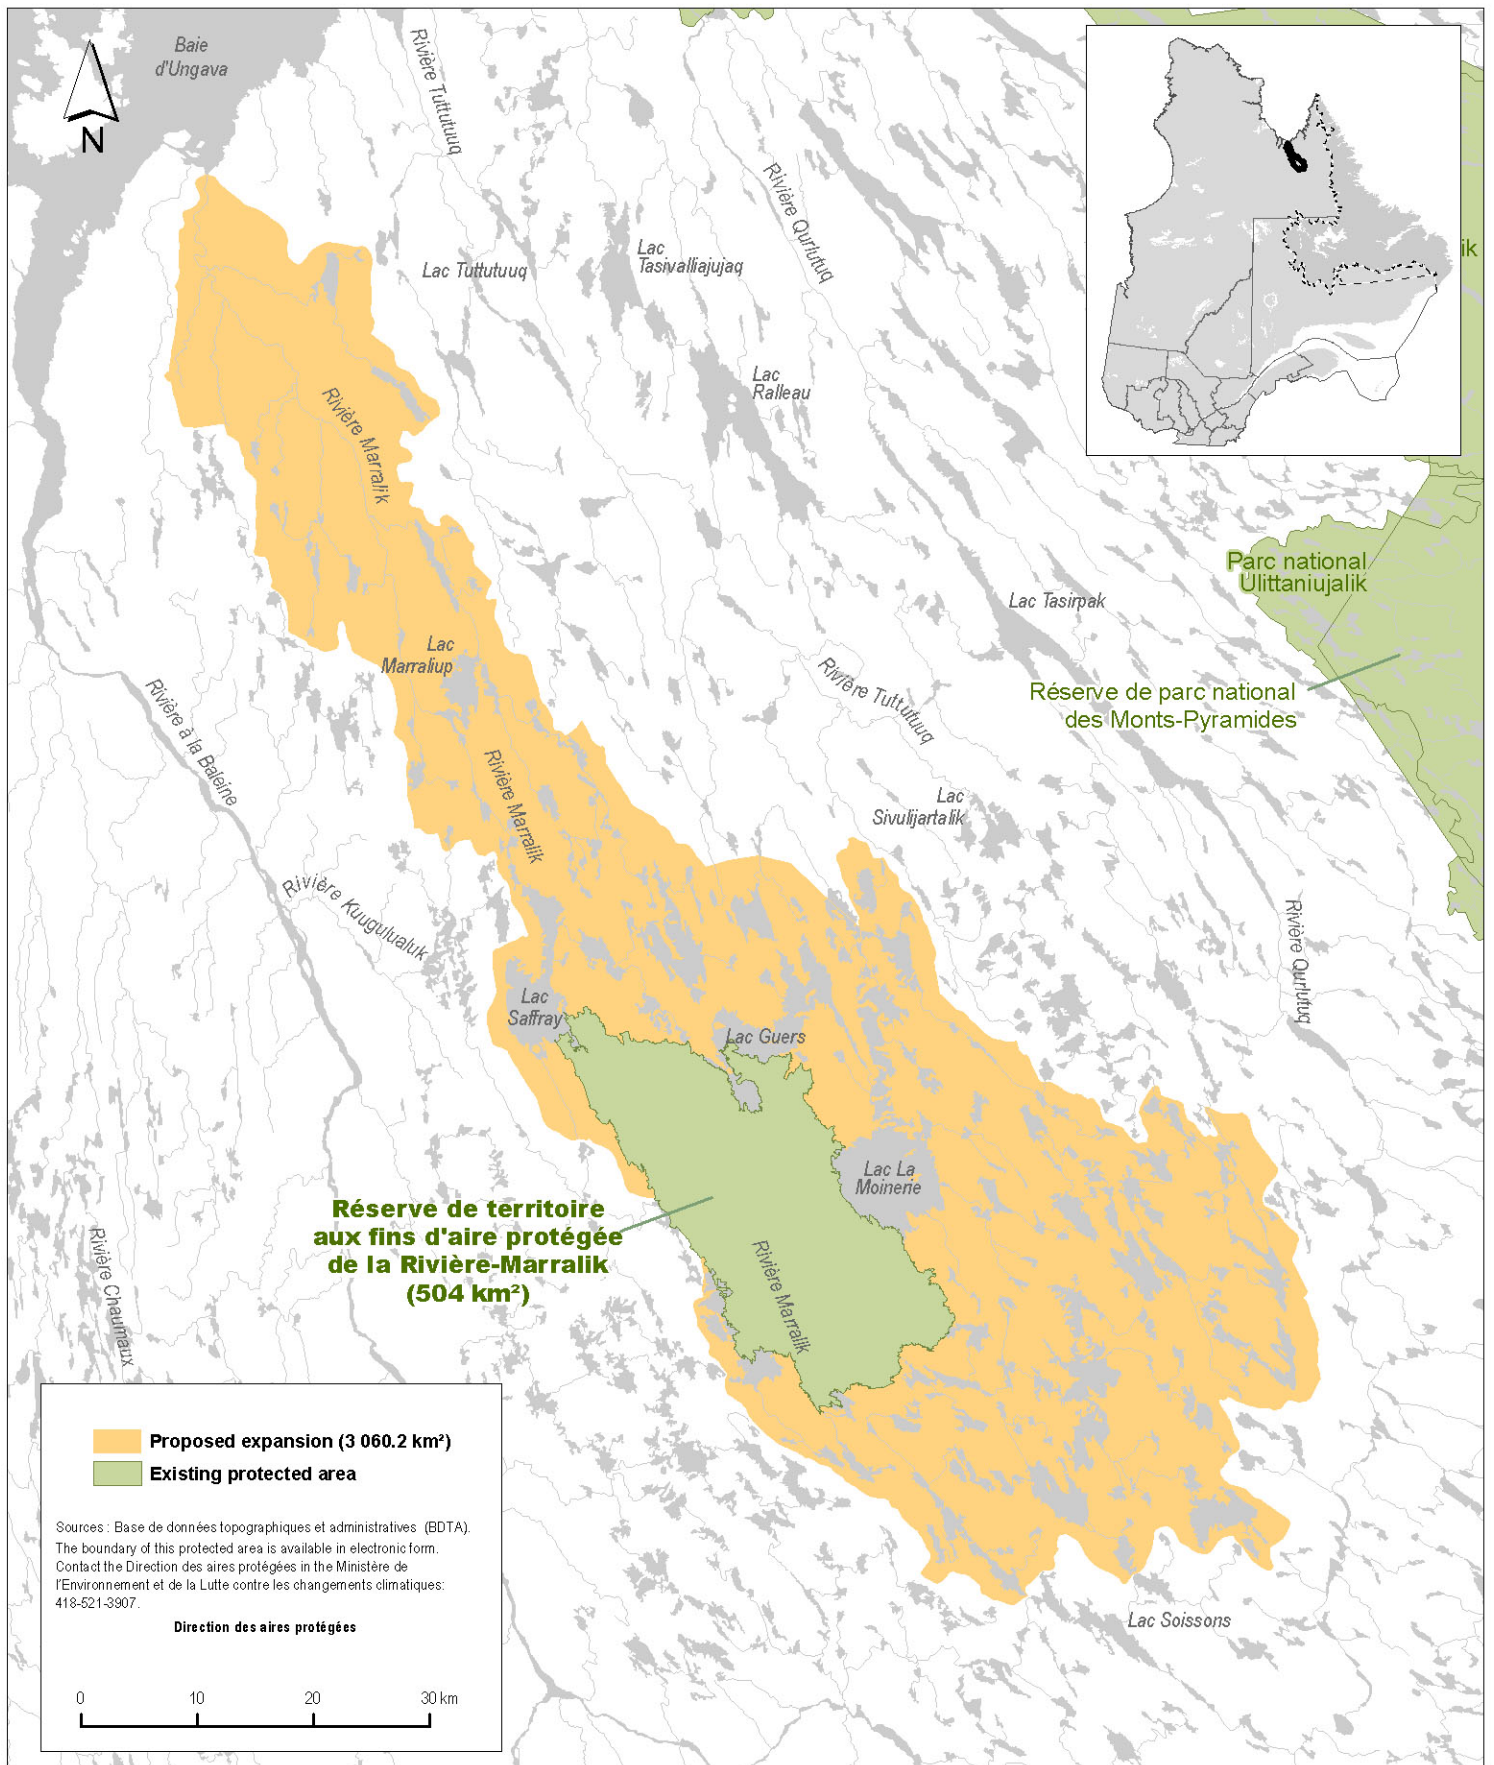 Baie
d'Ungava
N
Rivière Tuttutuuq
Rivière Qurlutuq
Lac Tuttutuuq
Lac
Tasivalliajujaq
ik
Lac
Ralleau
Rivière Marralik
Parc national
Ulittaniujalik
Lac Tasirpak
Lac
Marraliup
Rivière Tuttutuuq
Réserve de parc national
des Monts-Pyramides
Rivière à la Baleine
Rivière Marralik
Lac
Sivulijartalik
Rivière Kuugulualuk
Rivière Qurlutuq
Lac
Saffray
Lac Guers
Lac La
Moinerie
Réserve de territoire
aux fins d'aire protégée
de la Rivière-Marralik
(504 km²)
Rivière Marralik
Rivière Chaumaux
Proposed expansion (3 060.2 km²)
Existing protected area
Sources : Base de données topographiques et administratives (BDTA).
The boundary of this protected area is available in electronic form.
Contact the Direction des aires protégées in the Ministère de
l'Environnement et de la Lutte contre les changements climatiques:
418-521-3907.
Direction des aires protégées
0 10 20 30 km
Lac Soissons